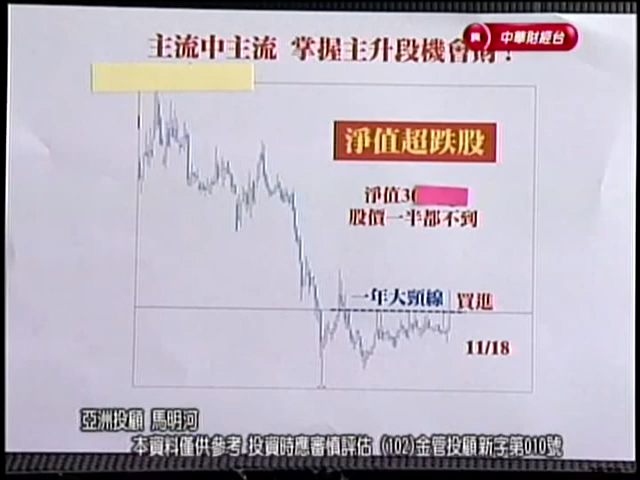 中華財經台
主流中主流 掌握主升段機會財!
淨值超跌股
淨值30
股價一半都不到
一年大頸線 買進
11/18
亞洲投顧 馬明河
本資料僅供參考 投資時應審慎評估 (102)金管投顧新字第010號